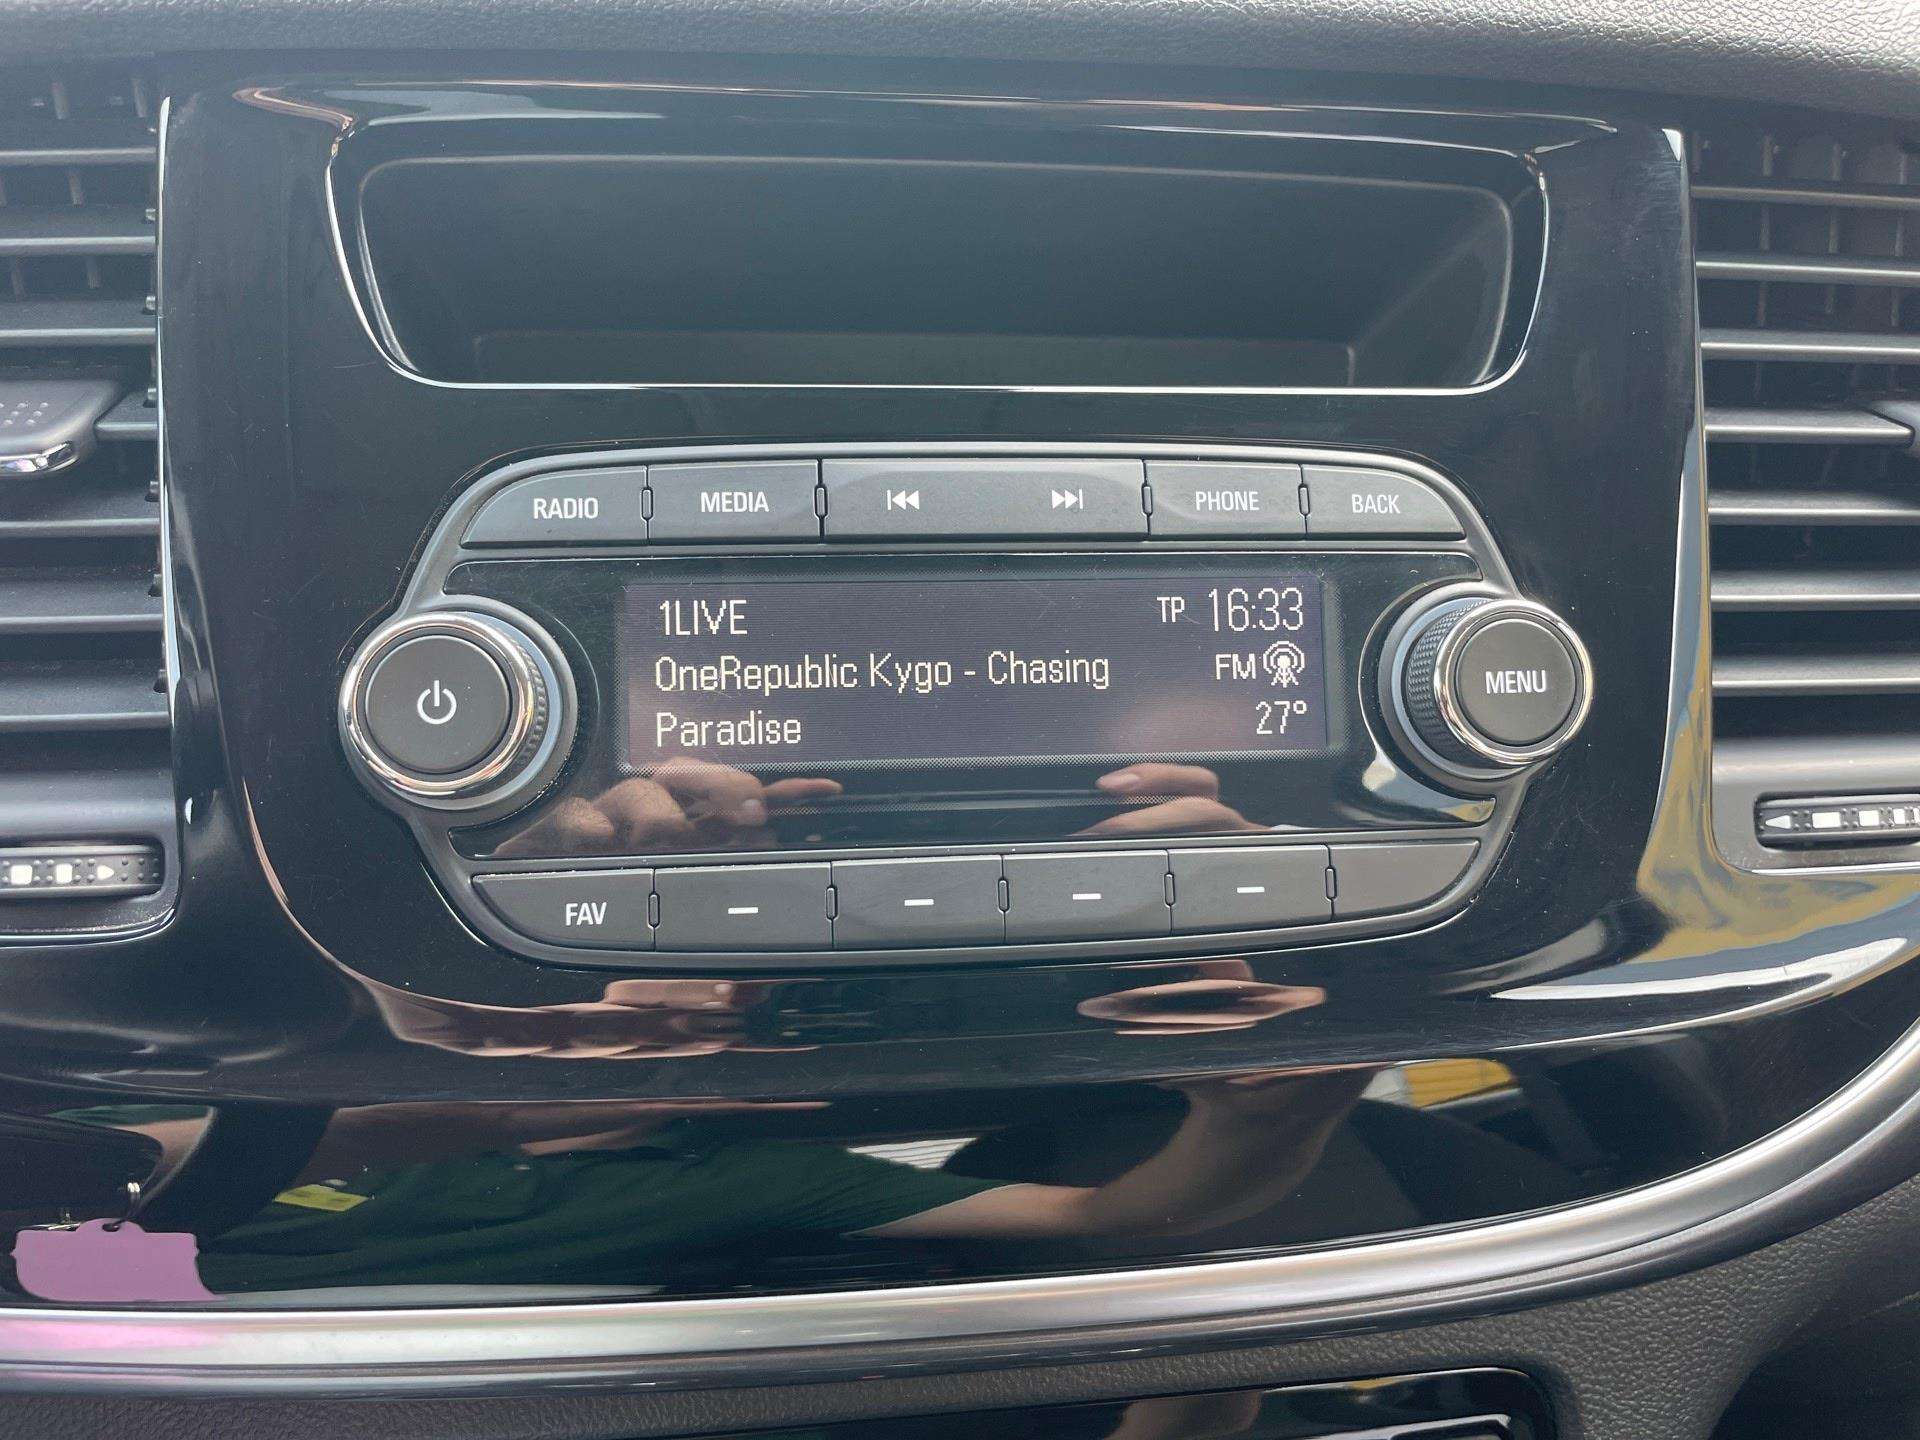 RADIO MEDIA PHONE BACK
1LIVE TP 16:33
OneRepublic Kygo - Chasing FM
Paradise 27°
MENU
FAV